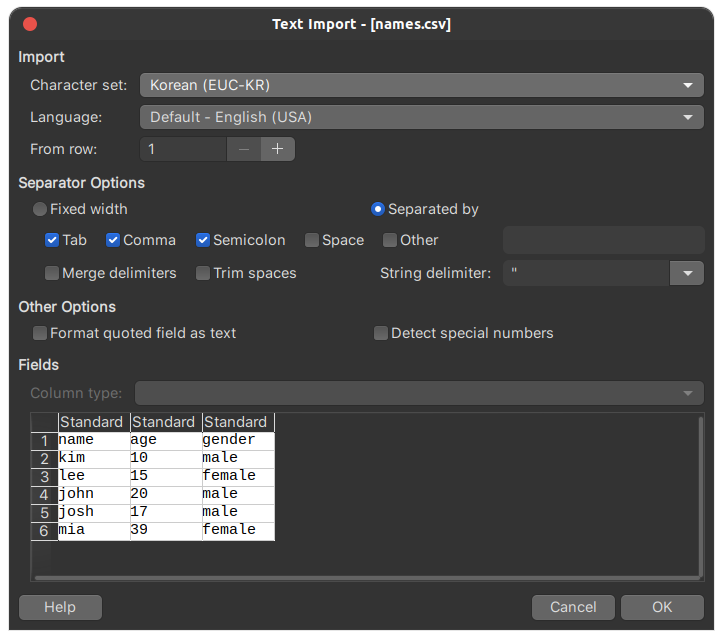 Text Import - [names.csv]
Import
Character set: Korean (EUC-KR)
Language: Default - English (USA)
From row: 1 − +
Separator Options
Fixed width Separated by
Tab Comma Semicolon Space Other
Merge delimiters Trim spaces String delimiter: "
Other Options
Format quoted field as text Detect special numbers
Fields
Column type:
Standard Standard Standard
1 name age gender
2 kim 10 male
3 lee 15 female
4 john 20 male
5 josh 17 male
6 mia 39 female
Help Cancel OK